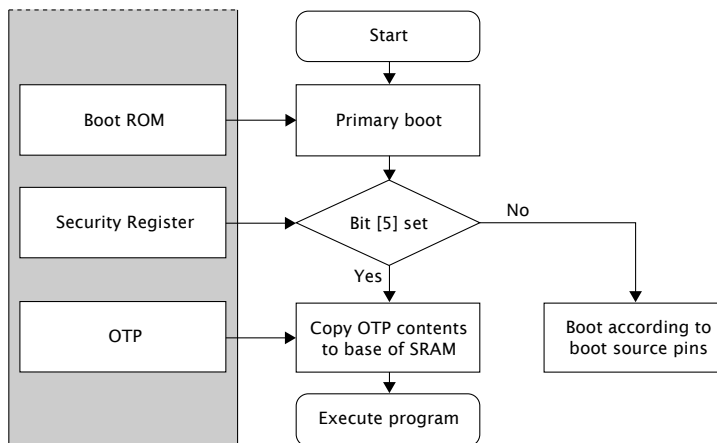 Start
Boot ROM
Primary boot
Security Register
Bit [5] set
No
Yes
OTP
Copy OTP contents
to base of SRAM
Boot according to
boot source pins
Execute program